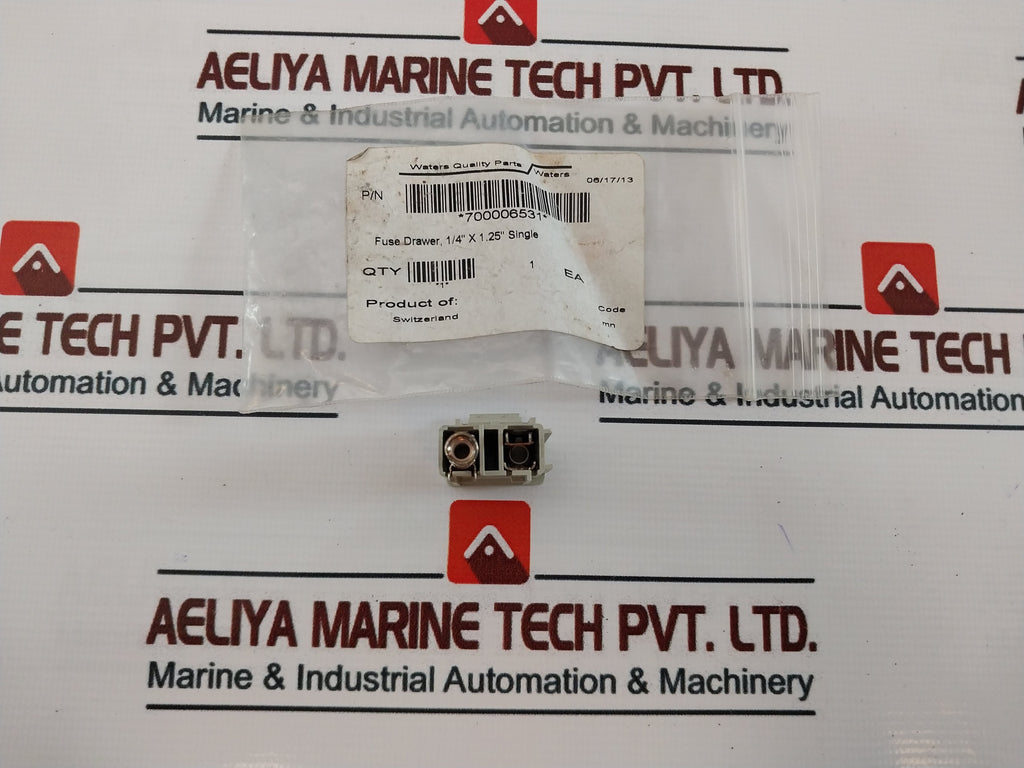 AELIYA MARINE TECH PVT. LTD.
Marine & Industrial Automation & Machinery
Waters Quality Parts Waters
06/17/13
P/N
*700006531*
Fuse Drawer, 1/4" X 1.25" Single
QTY 1 EA
*1*
Product of: Code
Switzerland mn
E TECH PVT. LTD.
Automation & Machinery
AELIYA MARINE TECH
Marine & Industrial Automation
AELIYA MARINE TECH PVT. LTD.
Marine & Industrial Automation & Machinery